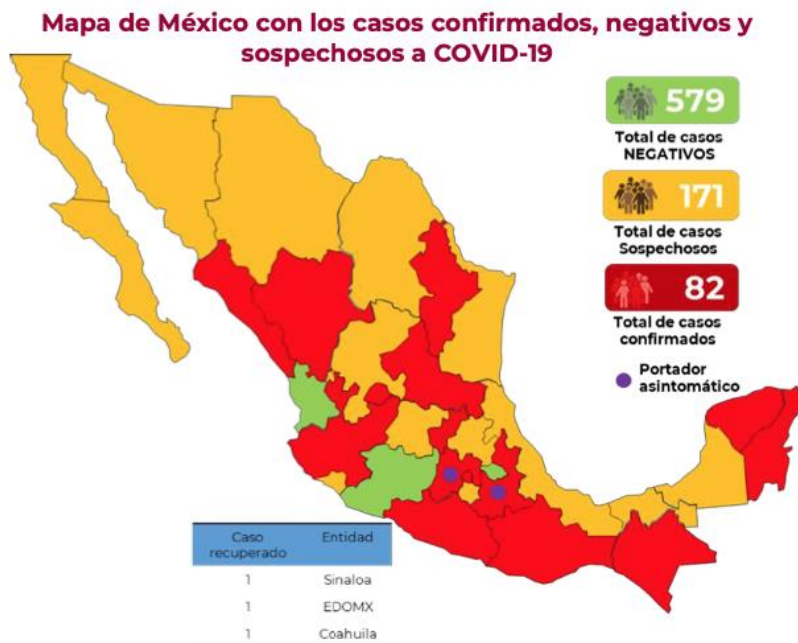 Mapa de México con los casos confirmados, negativos y
sospechosos a COVID-19
579
Total de casos
NEGATIVOS
171
Total de casos
Sospechosos
82
Total de casos
confirmados
Portador
asintomático
Caso recuperado Entidad
1 Sinaloa
1 EDOMX
1 Coahuila